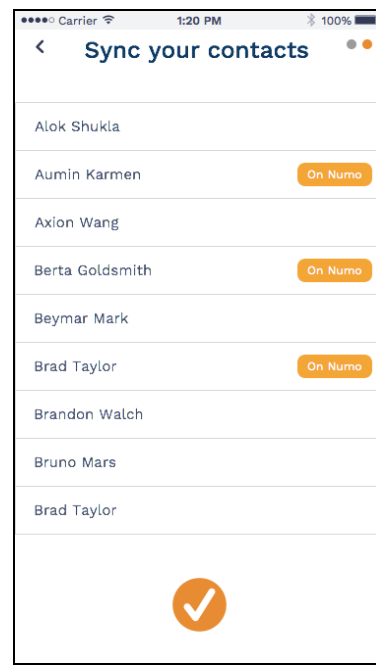 Carrier 1:20 PM 100%
Sync your contacts
Alok Shukla
Aumin Karmen On Numo
Axion Wang
Berta Goldsmith On Numo
Beymar Mark
Brad Taylor On Numo
Brandon Walch
Bruno Mars
Brad Taylor